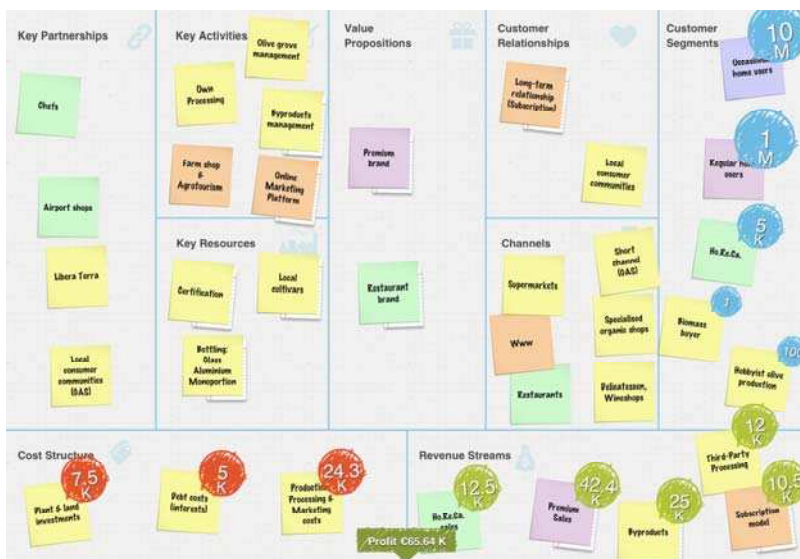 Key Partnerships
Chefs
Airport shops
Libera Terra
Local
consumer
communities
(GAS)
Key Activities
Olive grove
management
Own
Processing
Byproducts
management
Farm shop
&
Agrotourism
Online
Marketing
Platform
Key Resources
Certification
Local
cultivars
Bottling:
Glass
Aluminium
Monoportion
Value
Propositions
Premium
brand
Restaurant
brand
Customer
Relationships
Long-term
relationship
(Subscription)
Local
consumer
communities
Channels
Supermarkets
Short
channel
(GAS)
Www
Specialised
organic shops
Restaurants
Delicatessen,
Wineshops
Customer
Segments
10
M
home users
1
M
users
5
K
Ho.Re.Ca.
1
Biomass
buyer
100
Hobbyist olive
production
Cost Structure
7.5
K
Plant & land
investments
5
K
Debt costs
(interests)
24.3
K
Processing &
Marketing
costs
Revenue Streams
12.5
K
Ho.Re.Ca.
sales
42.4
K
Premium
Sales
25
K
Byproducts
12
K
Third-Party
Processing
10.5
K
Subscription
model
Profit €65.64 K